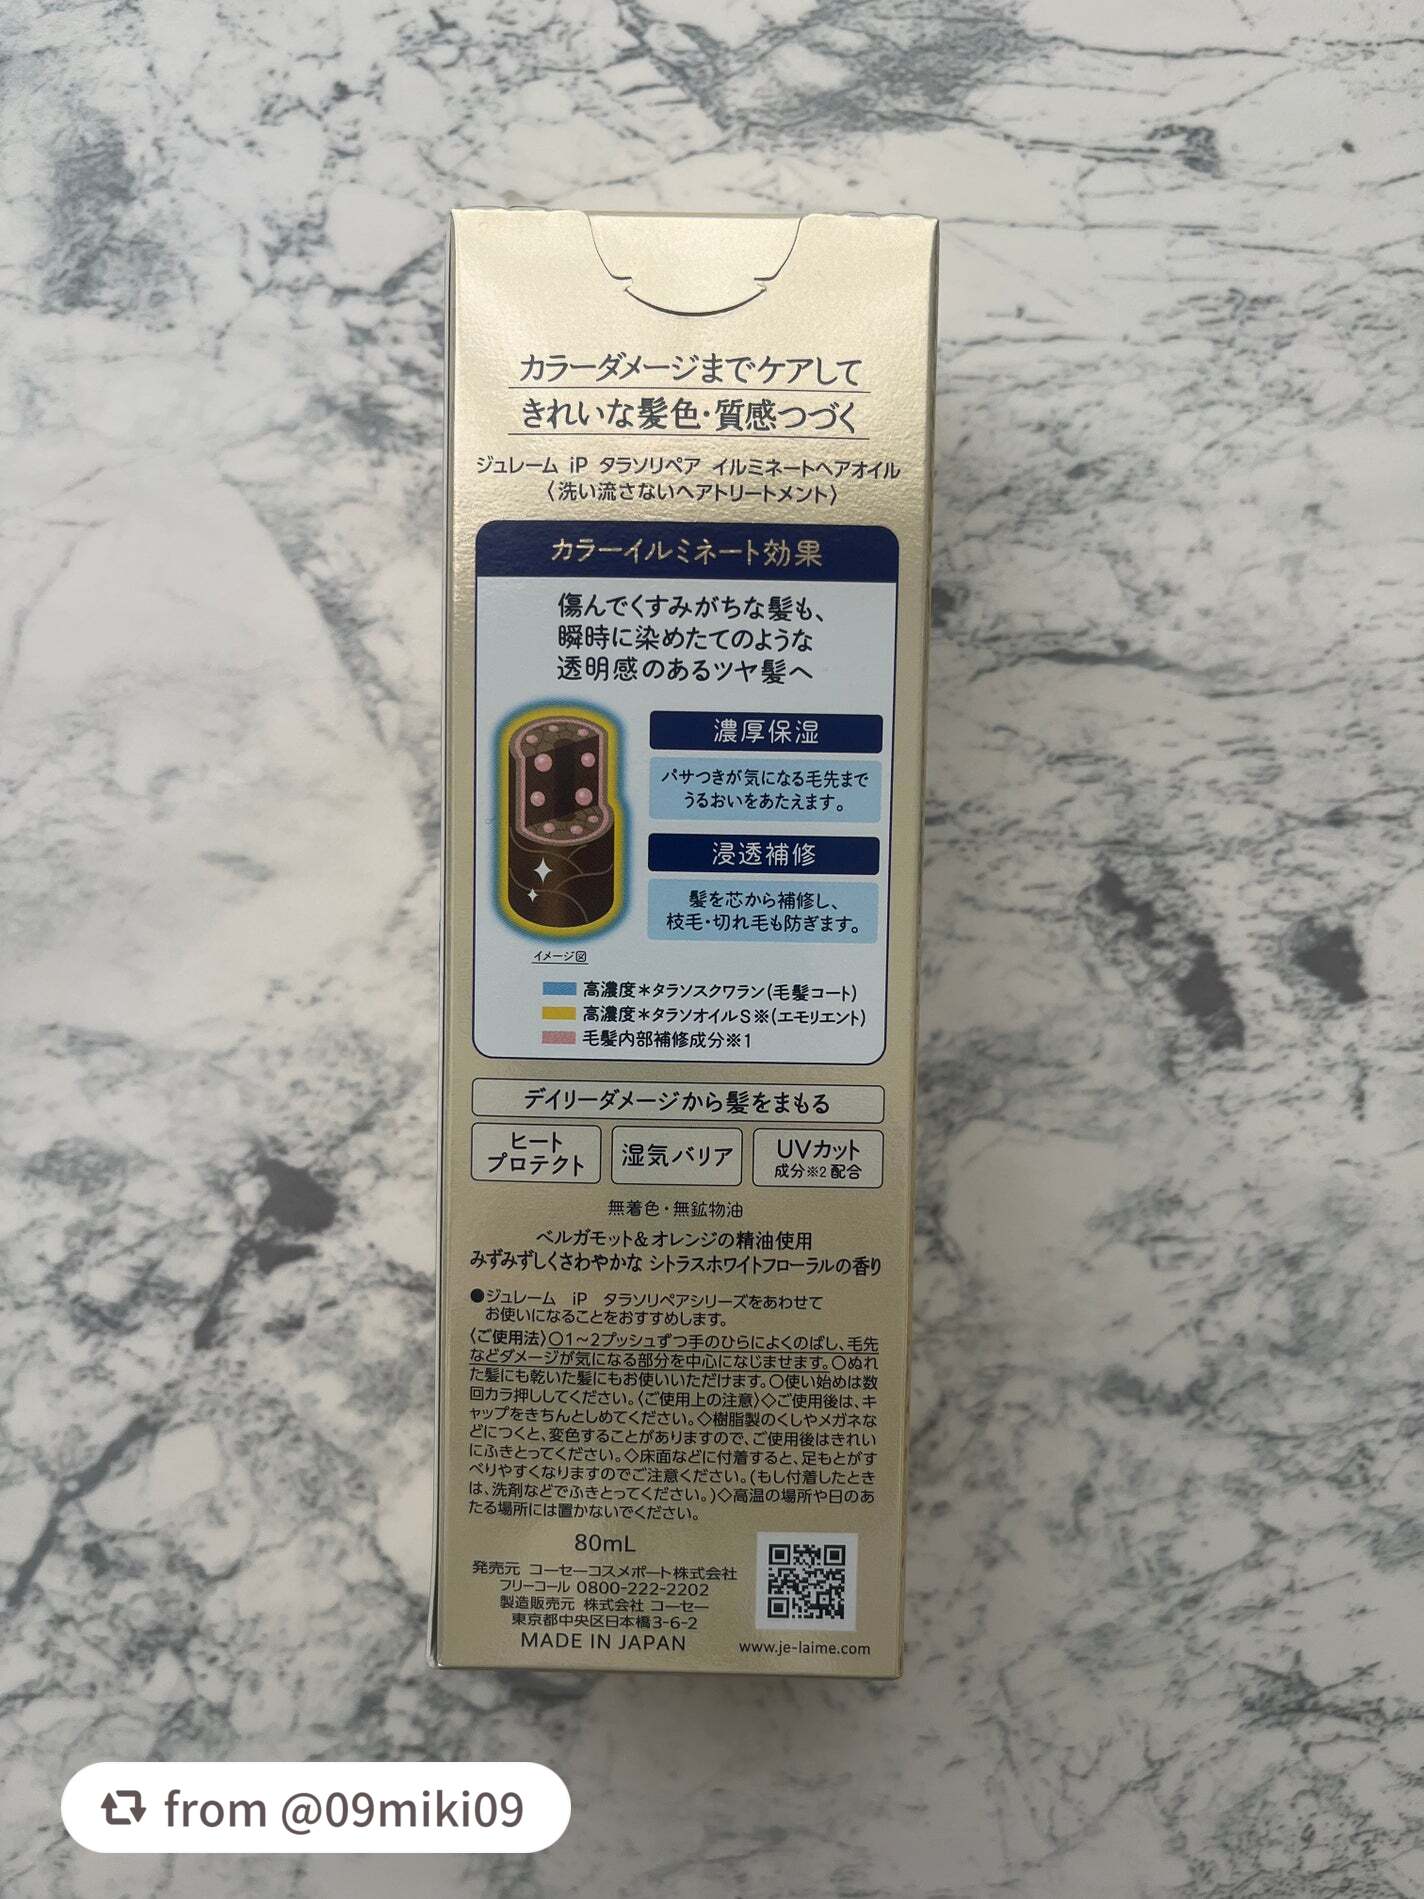 カラーダメージまでケアして
きれいな髪色・質感つづく
ジュレーム iP タラソリペア イルミネートヘアオイル
〈洗い流さないヘアトリートメント〉
カラーイルミネート効果
傷んでくすみがちな髪も、
瞬時に染めたてのような
透明感のあるツヤ髪へ
濃厚保湿
パサつきが気になる毛先まで
うるおいをあたえます。
浸透補修
髪を芯から補修し、
枝毛・切れ毛も防ぎます。
イメージ図
高濃度＊タラソスクワラン(毛髪コート)
高濃度＊タラソオイルS※(エモリエント)
毛髪内部補修成分※1
デイリーダメージから髪をまもる
ヒート
プロテクト
湿気バリア
UVカット
成分※2 配合
無着色・無鉱物油
ベルガモット＆オレンジの精油使用
みずみずしくさわやかな シトラスホワイトフローラルの香り
●ジュレーム iP タラソリペアシリーズをあわせて
お使いになることをおすすめします。
〈ご使用法〉〇1〜2プッシュずつ手のひらによくのばし、毛先
などダメージが気になる部分を中心になじませます。〇ぬれ
た髪にも乾いた髪にもお使いいただけます。〇使い始めは数
回カラ押ししてください。〈ご使用上の注意〉◇ご使用後は、キ
ャップをきちんとしめてください。◇樹脂製のくしやメガネな
どにつくと、変色することがありますので、ご使用後はきれい
にふきとってください。◇床面などに付着すると、足もとがす
べりやすくなりますのでご注意ください。(もし付着したとき
は、洗剤などでふきとってください。)◇高温の場所や日のあ
たる場所には置かないでください。
80mL
発売元 コーセーコスメポート株式会社
フリーコール 0800-222-2202
製造販売元 株式会社 コーセー
東京都中央区日本橋3-6-2
MADE IN JAPAN
www.je-laime.com
from @09miki09